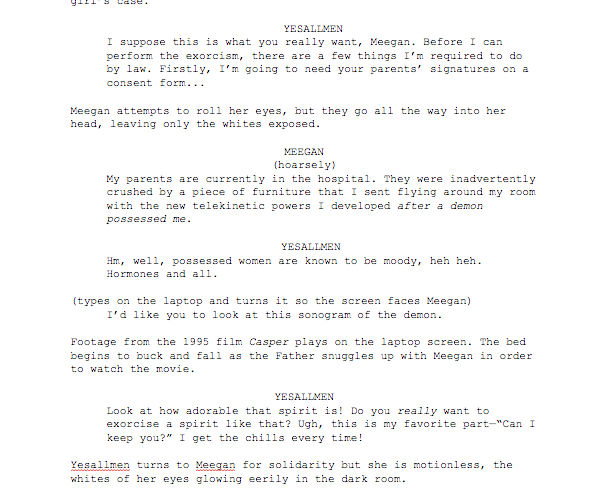 girl's case.
YESALLMEN
I suppose this is what you really want, Meegan. Before I can
perform the exorcism, there are a few things I’m required to do
by law. Firstly, I’m going to need your parents’ signatures on a
consent form...
Meegan attempts to roll her eyes, but they go all the way into her
head, leaving only the whites exposed.
MEEGAN
(hoarsely)
My parents are currently in the hospital. They were inadvertently
crushed by a piece of furniture that I sent flying around my room
with the new telekinetic powers I developed after a demon
possessed me.
YESALLMEN
Hm, well, possessed women are known to be moody, heh heh.
Hormones and all.
(types on the laptop and turns it so the screen faces Meegan)
I’d like you to look at this sonogram of the demon.
Footage from the 1995 film Casper plays on the laptop screen. The bed
begins to buck and fall as the Father snuggles up with Meegan in order
to watch the movie.
YESALLMEN
Look at how adorable that spirit is! Do you really want to
exorcise a spirit like that? Ugh, this is my favorite part—“Can I
keep you?” I get the chills every time!
Yesallmen turns to Meegan for solidarity but she is motionless, the
whites of her eyes glowing eerily in the dark room.